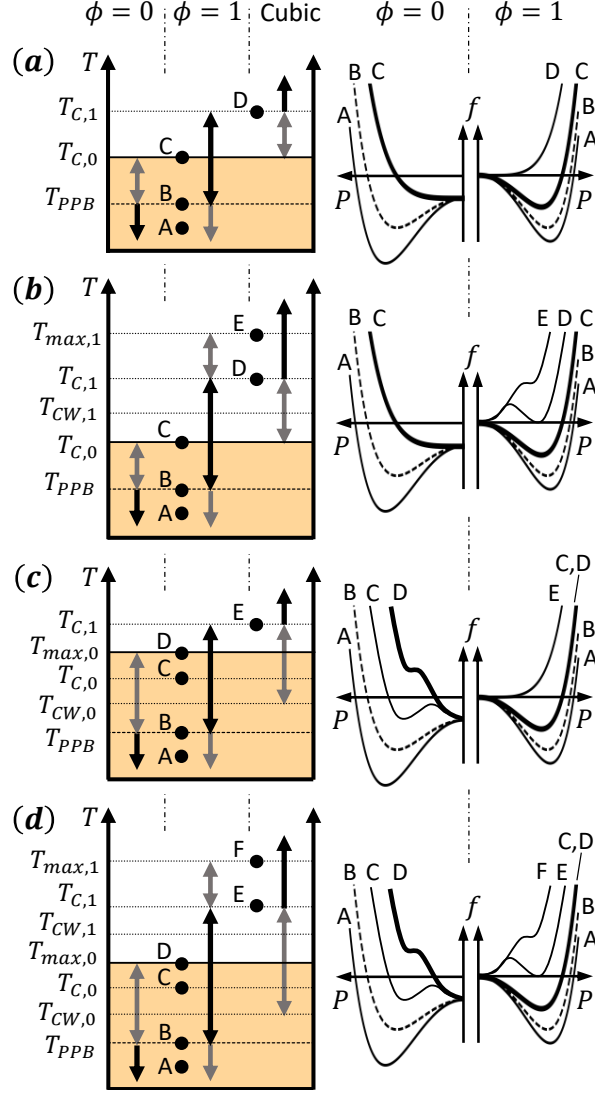 ϕ = 0 ϕ = 1 Cubic ϕ = 0 ϕ = 1
(a) T
T_{C,1} D
T_{C,0} C
T_{PPB} B
A
B C D C
A f B
A
P P
(b) T
T_{max,1} E
T_{C,1} D
T_{CW,1}
T_{C,0} C
T_{PPB} B
A
B C E D C
A f B
A
P P
(c) T
T_{C,1} E
T_{max,0} D
T_{C,0} C
T_{CW,0}
T_{PPB} B
A
C,D
B C D E
A f B
A
P P
(d) T
T_{max,1} F
T_{C,1} E
T_{CW,1}
T_{max,0} D
T_{C,0} C
T_{CW,0}
T_{PPB} B
A
C,D
B C D F E
A f B
A
P P